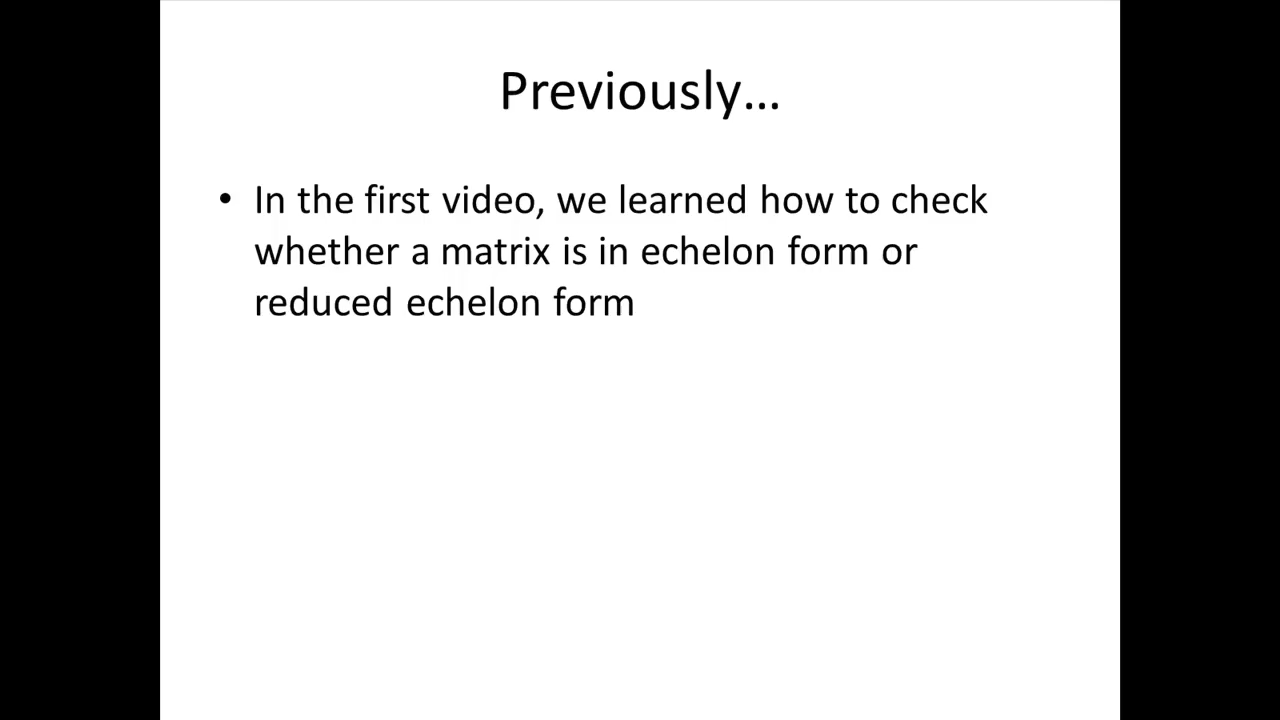 Previously…
• In the first video, we learned how to check
whether a matrix is in echelon form or
reduced echelon form